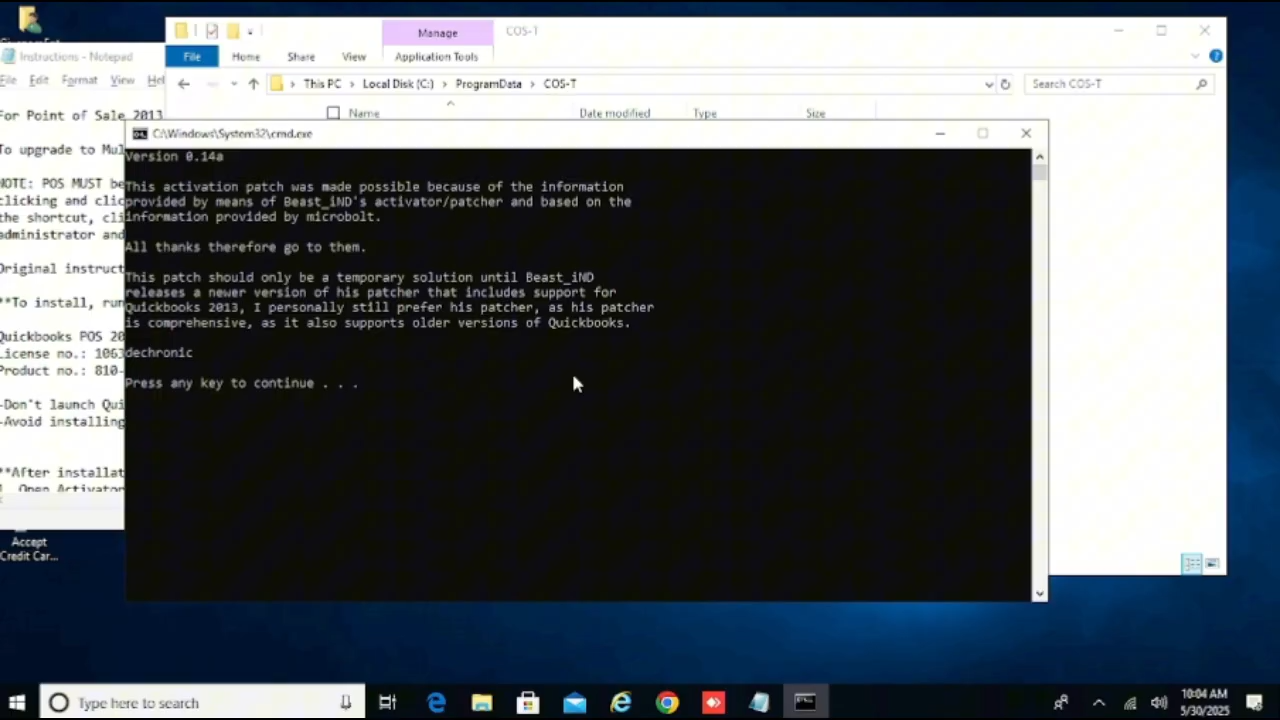 Manage
COS-T
Instructions - Notepad
File
Home
Share
View
Application Tools
File
Edit
Format
View
Hel
This PC
Local Disk (C:)
ProgramData
COS-T
Search COS-T
Name
Date modified
Type
Size
For Point of Sale 2013
To upgrade to Mul
NOTE: POS MUST be
clicking and clic
the shortcut, cli
administrator and
Original instruct
**To install, run
Quickbooks POS 20
License no.: 1063
Product no.: 810-
-Don't launch Qui
-Avoid installing
**After installat
Open Activator
C:\Windows\System32\cmd.exe
Version 0.14a
This activation patch was made possible because of the information
provided by means of Beast_iND's activator/patcher and based on the
information provided by microbolt.
All thanks therefore go to them.
This patch should only be a temporary solution until Beast_iND
releases a newer version of his patcher that includes support for
Quickbooks 2013, I personally still prefer his patcher, as his patcher
is comprehensive, as it also supports older versions of Quickbooks.
dechronic
Press any key to continue . . .
Accept
Credit Car...
Type here to search
10:04 AM
5/30/2025